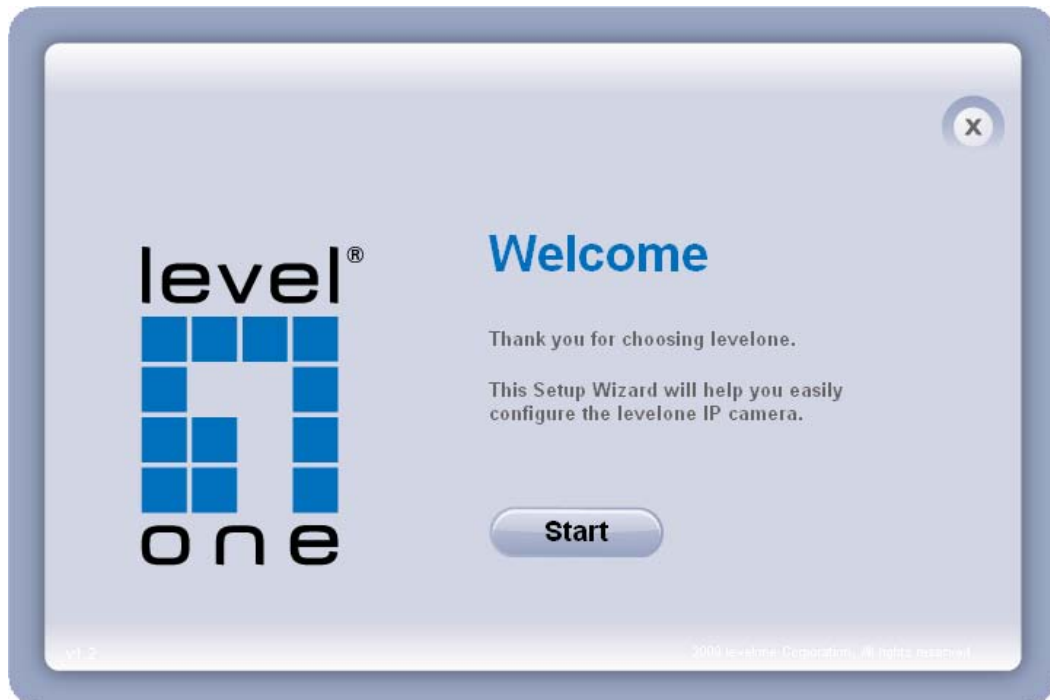 X
level®
one
Welcome
Thank you for choosing levelone.
This Setup Wizard will help you easily
configure the levelone IP camera.
Start
v1.2
2009 levelone Corporation. All rights reserved.